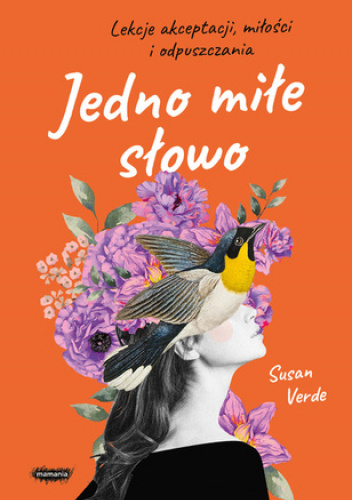 Lekcje akceptacji, miłości
i odpuszczania
Jedno miłe
słowo
Susan
Verde
mamania